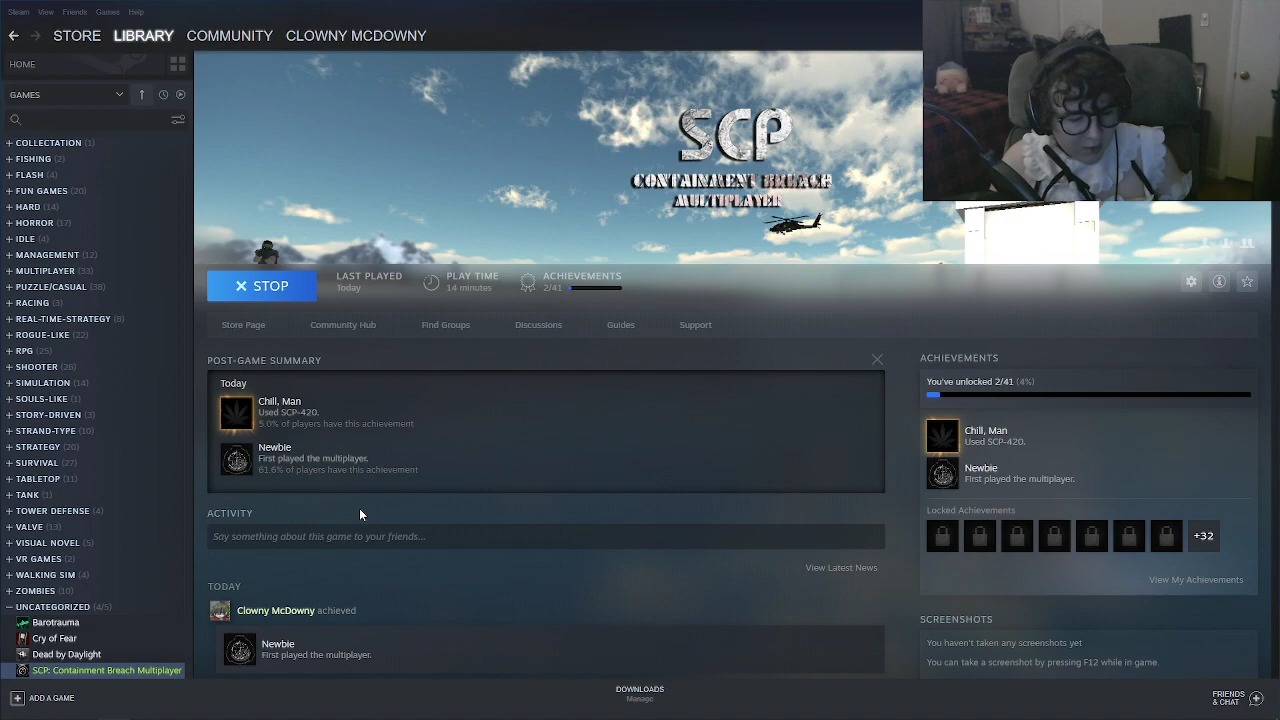 Steam View Friends Games Help
STORE LIBRARY COMMUNITY CLOWNY MCDOWNY
HOME
GAMES
COLLECTATION (1)
FISHING (2)
FLASH (4)
FUN GAMES (20)
HARD (14)
HORROR (17)
IDLE (4)
MANAGEMENT (12)
MULTIPLAYER (33)
PUZZLE/CASUAL (38)
RACING (3)
REAL-TIME-STRATEGY (8)
ROGUE-LIKE (22)
RPG (25)
SHOOTER (26)
SIMULATION (14)
SOULS-LIKE (1)
STORY-DRIVEN (3)
STRAND-TYPE (10)
STRATEGY (20)
SURVIVAL (27)
TABLETOP (11)
TANK (1)
TOWER DEFENSE (4)
VALVE (13)
VISUAL NOVEL (5)
VR GAMES (2)
WALKING SIM (4)
ZOMBIES (10)
UNCATEGORIZED (4/5)
Barotrauma
Cry of Fear
Dead by Daylight
SCP: Containment Breach Multiplayer
ADD A GAME
SCP
CONTAINMENT BREACH
MULTIPLAYER
STOP
LAST PLAYED
Today
PLAY TIME
14 minutes
ACHIEVEMENTS
2/41
Store Page Community Hub Find Groups Discussions Guides Support
POST-GAME SUMMARY
Today
Chill, Man
Used SCP-420.
5.0% of players have this achievement
Newbie
First played the multiplayer.
61.6% of players have this achievement
ACTIVITY
Say something about this game to your friends...
View Latest News
TODAY
Clowny McDowny achieved
Newbie
First played the multiplayer.
ACHIEVEMENTS
You've unlocked 2/41 (4%)
Chill, Man
Used SCP-420.
Newbie
First played the multiplayer.
Locked Achievements
+32
View My Achievements
SCREENSHOTS
You haven't taken any screenshots yet
You can take a screenshot by pressing F12 while in game.
DOWNLOADS
Manage
FRIENDS
& CHAT